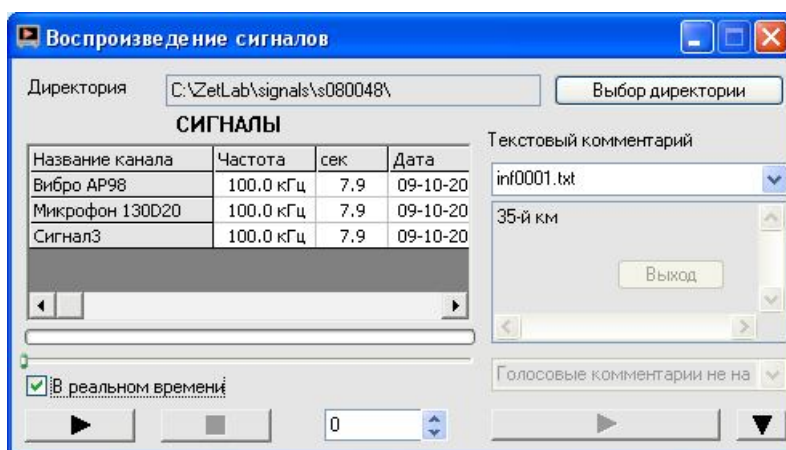 Воспроизведение сигналов
Директория C:\ZetLab\signals\s080048\ Выбор директории
СИГНАЛЫ
Название канала Частота сек Дата
Вибро AP98 100.0 кГц 7.9 09-10-20
Микрофон 130D20 100.0 кГц 7.9 09-10-20
Сигнал3 100.0 кГц 7.9 09-10-20
Текстовый комментарий
inf0001.txt
35-й км
Выход
Голосовые комментарии не на
В реальном времени
0